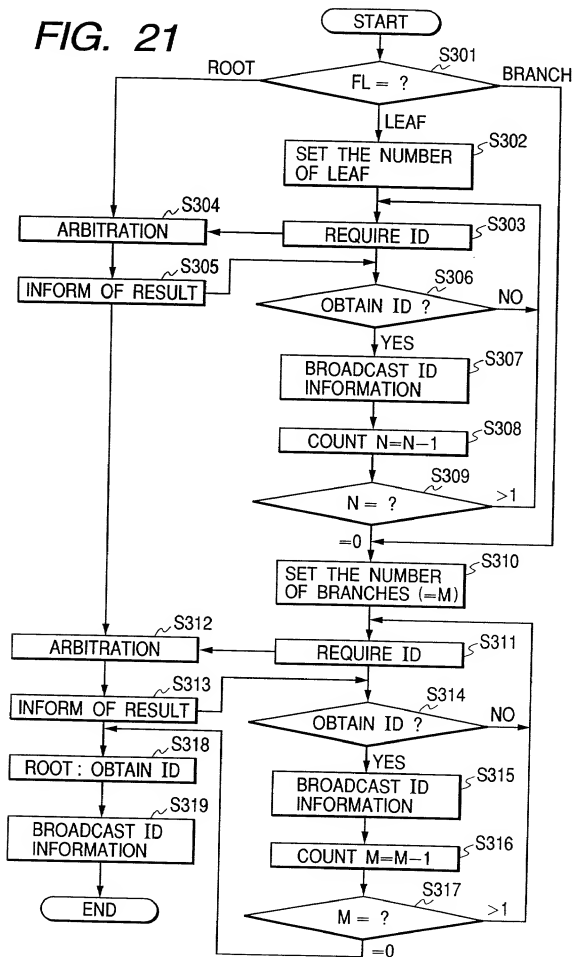 FIG. 21
START
S301
ROOT
FL = ?
BRANCH
LEAF
S302
SET THE NUMBER
OF LEAF
S304
ARBITRATION
S303
REQUIRE ID
S305
INFORM OF RESULT
S306
OBTAIN ID ?
NO
YES
S307
BROADCAST ID
INFORMATION
S308
COUNT N=N-1
S309
N = ?
>1
=0
S310
SET THE NUMBER
OF BRANCHES (=M)
S312
ARBITRATION
S311
REQUIRE ID
S313
INFORM OF RESULT
S314
OBTAIN ID ?
NO
S318
ROOT : OBTAIN ID
YES
S315
BROADCAST ID
INFORMATION
S319
BROADCAST ID
INFORMATION
S316
COUNT M=M-1
END
S317
M = ?
>1
=0